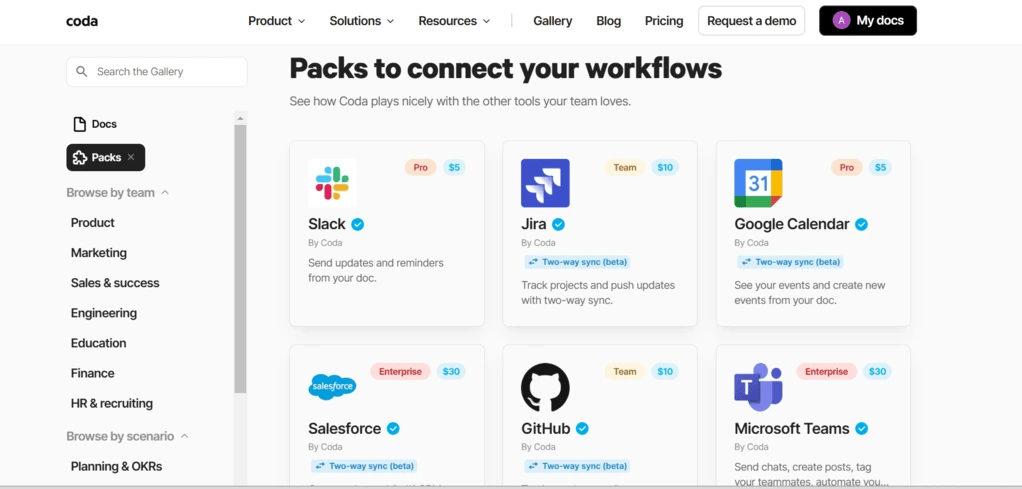 coda
Product
Solutions
Resources
Gallery
Blog
Pricing
Request a demo
A
My docs
Search the Gallery
Docs
Packs
Browse by team
Product
Marketing
Sales & success
Engineering
Education
Finance
HR & recruiting
Browse by scenario
Planning & OKRs
Packs to connect your workflows
See how Coda plays nicely with the other tools your team loves.
Pro
$5
Slack
By Coda
Send updates and reminders
from your doc.
Team
$10
Jira
By Coda
Two-way sync (beta)
Track projects and push updates
with two-way sync.
31
Pro
$5
Google Calendar
By Coda
Two-way sync (beta)
See your events and create new
events from your doc.
salesforce
Enterprise
$30
Salesforce
By Coda
Two-way sync (beta)
Team
$10
GitHub
By Coda
Two-way sync (beta)
T
Enterprise
$30
Microsoft Teams
By Coda
Send chats, create posts, tag
your teammates, automate you...